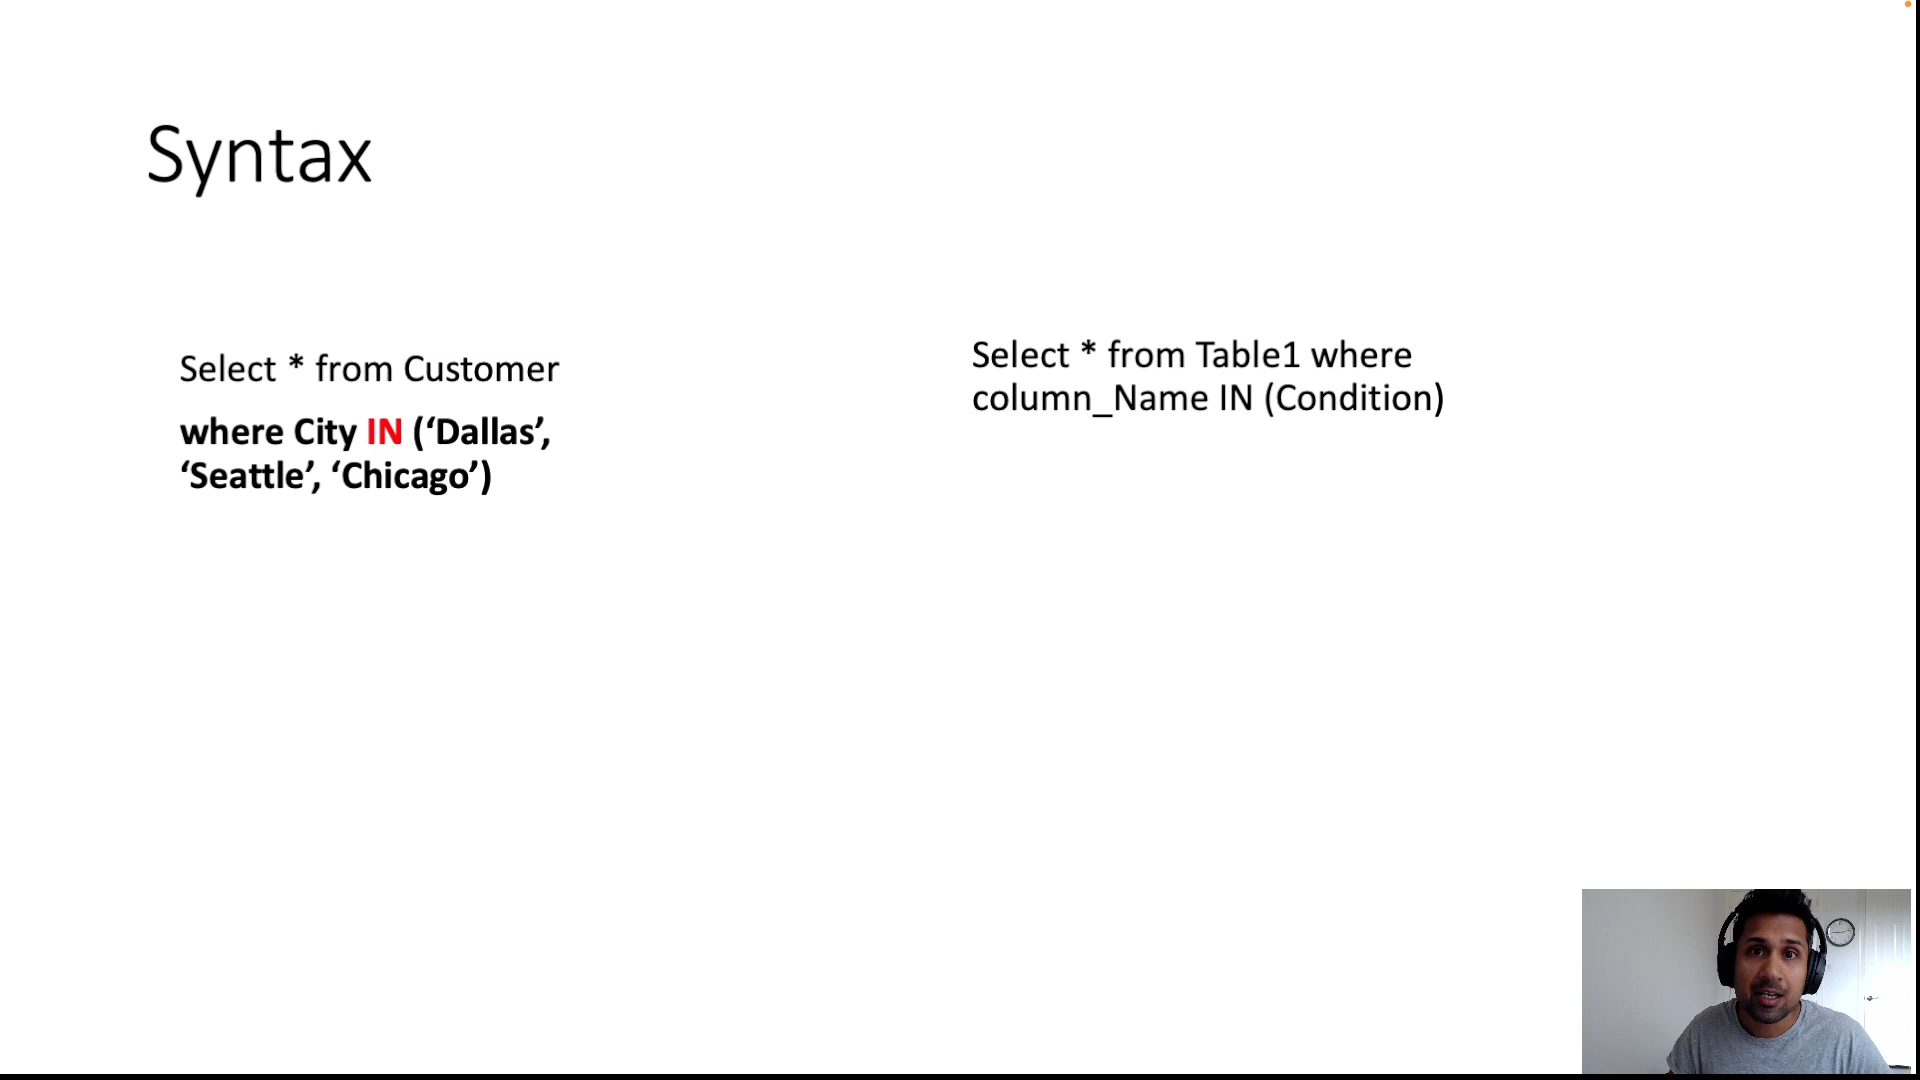 Syntax
Select * from Customer
where City IN (‘Dallas’,
‘Seattle’, ‘Chicago’)
Select * from Table1 where
column_Name IN (Condition)